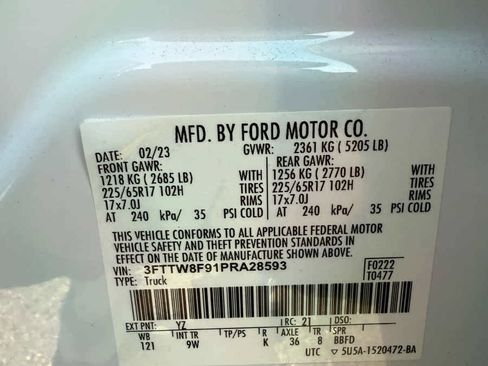 MFD. BY FORD MOTOR CO.
DATE: 02/23 GVWR: 2361 KG ( 5205 LB)
FRONT GAWR: REAR GAWR:
1218 KG ( 2685 LB) WITH 1256 KG ( 2770 LB) WITH
225/65R17 102H TIRES 225/65R17 102H TIRES
17x7.0J RIMS 17x7.0J RIMS
AT 240 kPa/ 35 PSI COLD AT 240 kPa/ 35 PSI COLD
THIS VEHICLE CONFORMS TO ALL APPLICABLE FEDERAL MOTOR
VEHICLE SAFETY AND THEFT PREVENTION STANDARDS IN
EFFECT ON THE DATE OF MANUFACTURE SHOWN ABOVE.
VIN: 3FTTW8F91PRA28593 F0222
TYPE: Truck T0477
EXT PNT: YZ RC: 21 DSO:
WB INT TR TP/PS R AXLE TR SPR
121 9W K 36 8 BBFD
UTC ▽5U5A-1520472-BA